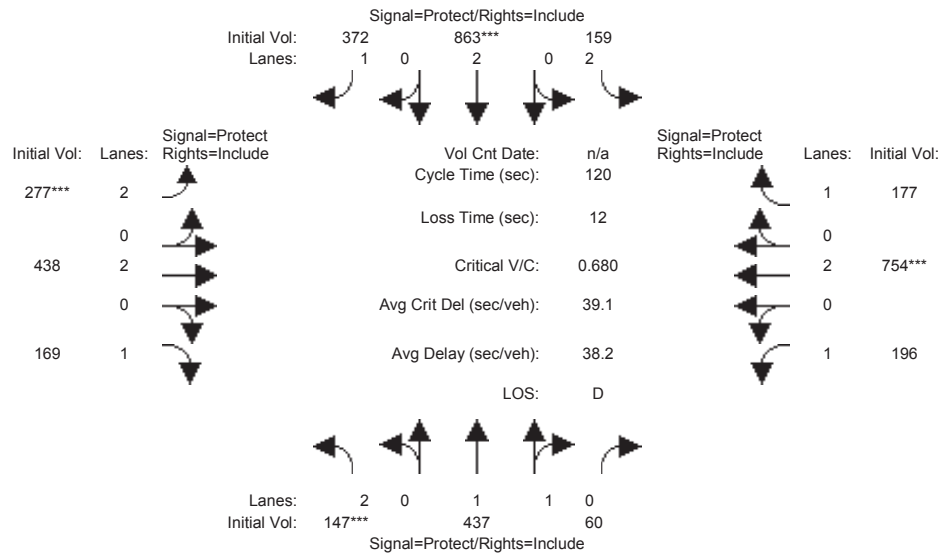 Signal=Protect/Rights=Include
Initial Vol: 372 863*** 159
Lanes: 1 0 2 0 2
Signal=Protect
Initial Vol: Lanes: Rights=Include
Vol Cnt Date: n/a
Signal=Protect
Rights=Include Lanes: Initial Vol:
Cycle Time (sec): 120
277*** 2
1 177
Loss Time (sec): 12
0
0
438 2
Critical V/C: 0.680
2 754***
0
Avg Crit Del (sec/veh): 39.1
0
169 1
Avg Delay (sec/veh): 38.2
1 196
LOS: D
Lanes: 2 0 1 1 0
Initial Vol: 147*** 437 60
Signal=Protect/Rights=Include